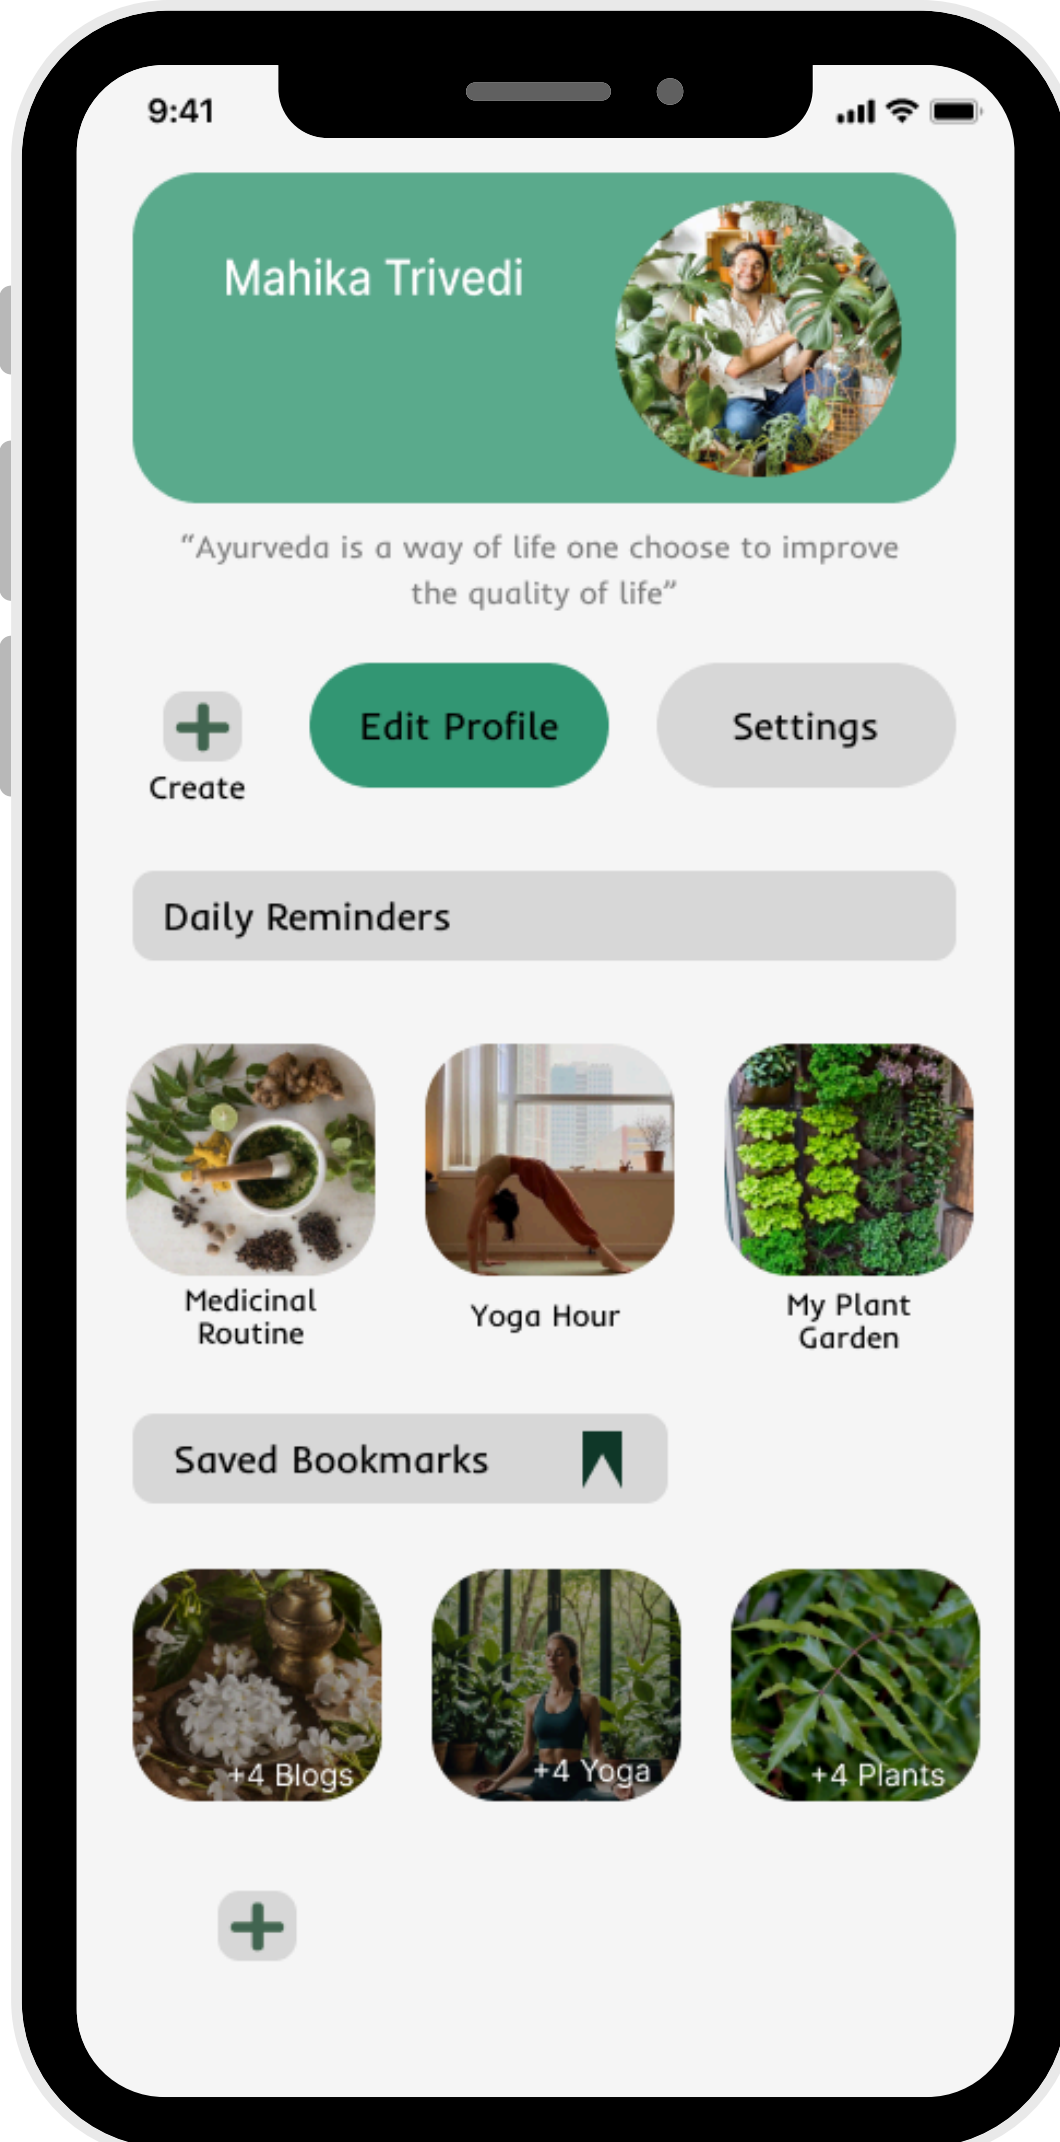 9:41
Mahika Trivedi
“Ayurveda is a way of life one choose to improve
the quality of life”
Edit Profile
Settings
Create
Daily Reminders
Medicinal
Routine
Yoga Hour
My Plant
Garden
Saved Bookmarks
+4 Blogs
+4 Yoga
+4 Plants